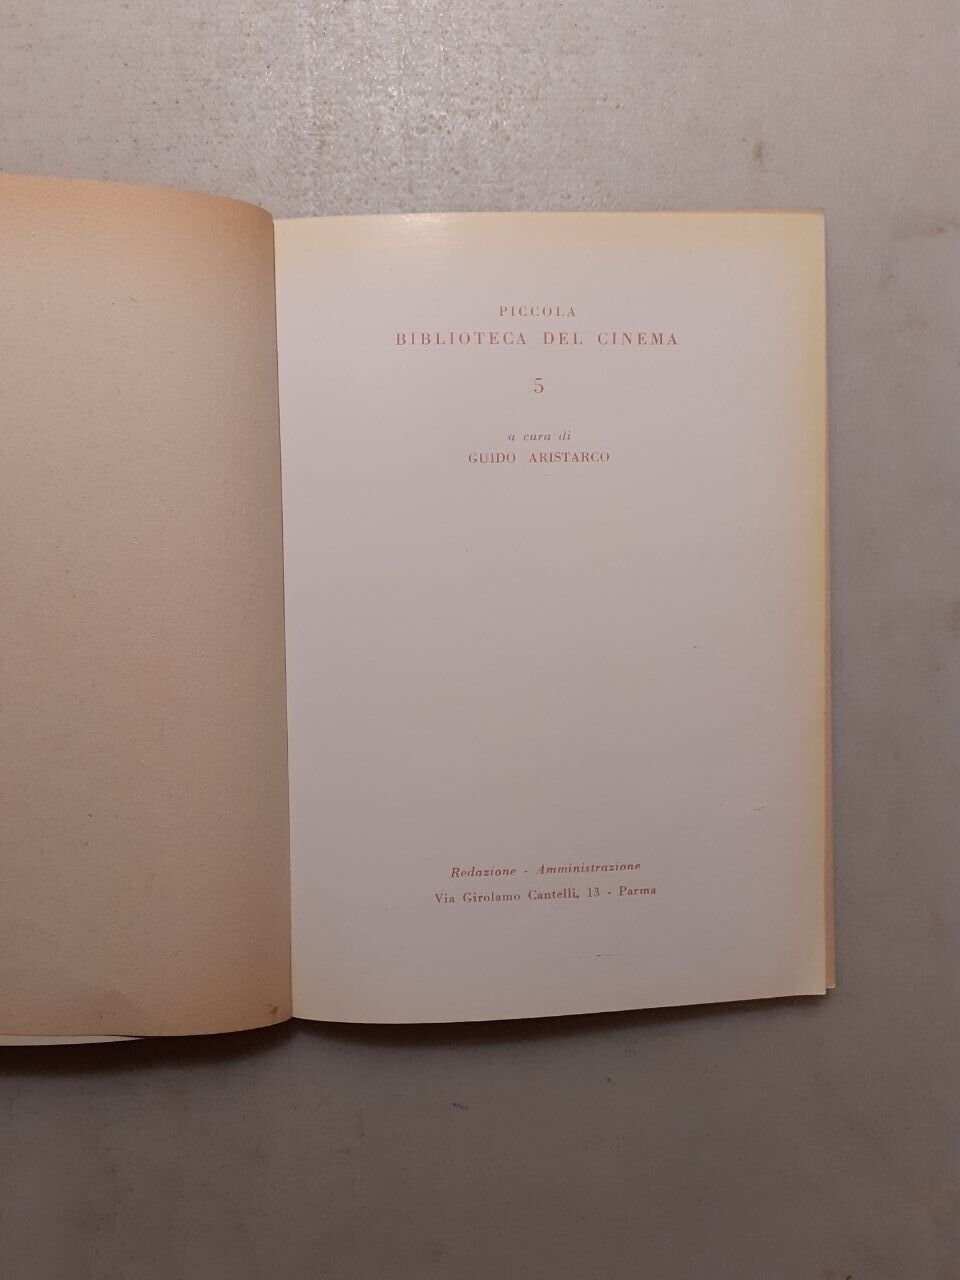 PICCOLA
BIBLIOTECA DEL CINEMA
5
a cura di
GUIDO ARISTARCO
Redazione - Amministrazione
Via Girolamo Cantelli, 13 - Parma